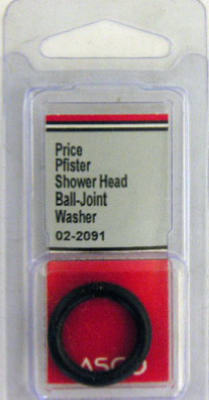 Price
Pfister
Shower Head
Ball-Joint
Washer
02-2091